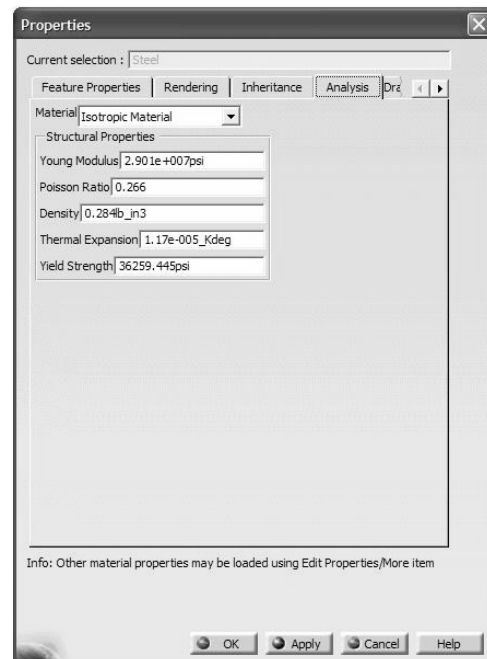 Properties
Current selection : Steel
Feature Properties Rendering Inheritance Analysis Dra
Material Isotropic Material
Structural Properties
Young Modulus 2.901e+007psi
Poisson Ratio 0.266
Density 0.284lb_in3
Thermal Expansion 1.17e-005_Kdeg
Yield Strength 36259.445psi
Info: Other material properties may be loaded using Edit Properties/More item
OK Apply Cancel Help